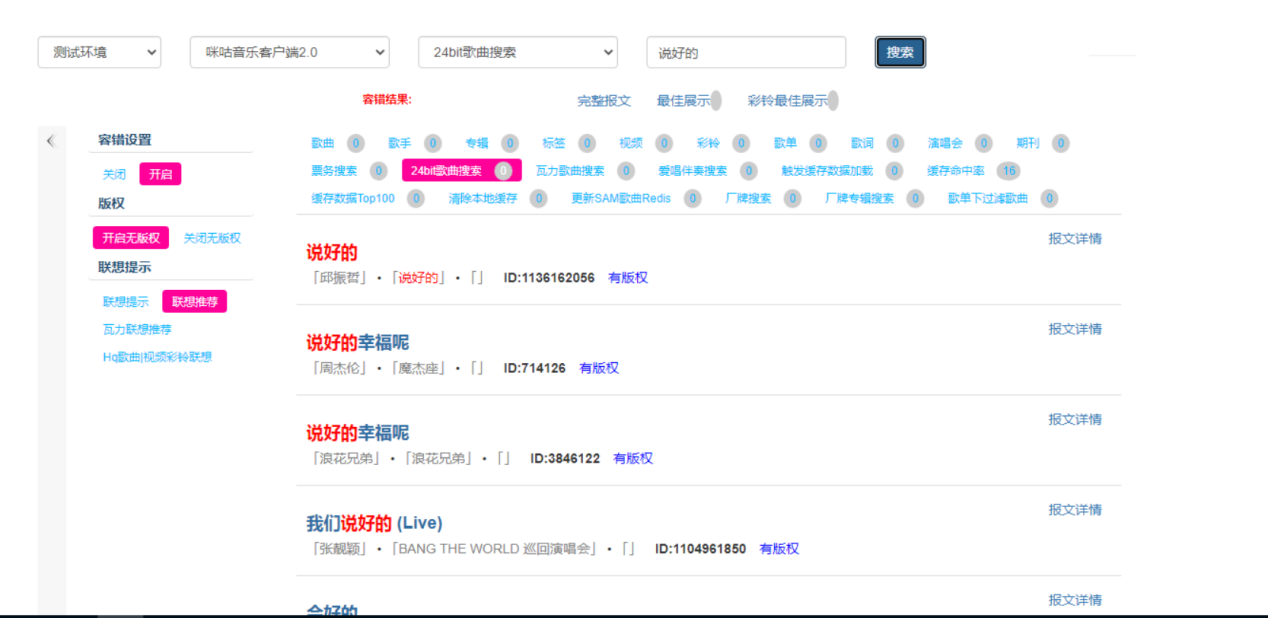 测试环境 咪咕音乐客户端2.0 24bit歌曲搜索 说好的 搜索
容错结果: 完整报文 最佳展示 彩铃最佳展示
容错设置
关闭 开启
版权
开启无版权 关闭无版权
联想提示
联想提示 联想推荐
瓦力联想推荐
Hq歌曲|视频彩铃联想
歌曲 0 歌手 0 专辑 0 标签 0 视频 0 彩铃 0 歌单 0 歌词 0 演唱会 0 期刊 0
票务搜索 0 24bit歌曲搜索 0 瓦力歌曲搜索 0 爱唱伴奏搜索 0 触发缓存数据加载 0 缓存命中率 16
缓存数据Top100 0 清除本地缓存 0 更新SAM歌曲Redis 0 厂牌搜索 0 厂牌专辑搜索 0 歌单下过滤歌曲 0
报文详情
说好的
「邱振哲」・「说好的」・「」 ID:1136162056 有版权
报文详情
说好的幸福呢
「周杰伦」・「魔杰座」・「」 ID:714126 有版权
报文详情
说好的幸福呢
「浪花兄弟」・「浪花兄弟」・「」 ID:3846122 有版权
报文详情
我们说好的 (Live)
「张靓颖」・「BANG THE WORLD 巡回演唱会」・「」 ID:1104961850 有版权
报文详情
会好的